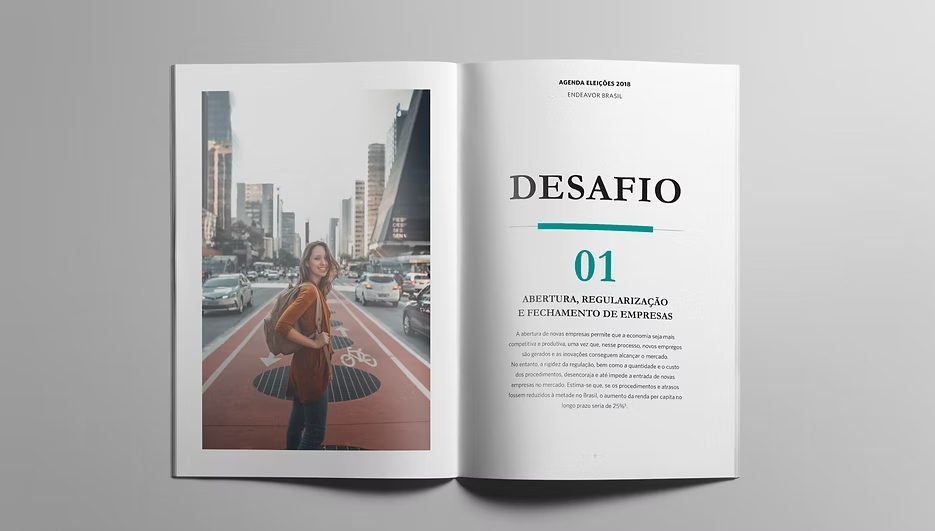 AGENDA ELEIÇÕES 2018
ENDEAVOR BRASIL
DESAFIO
01
ABERTURA, REGULARIZAÇÃO
E FECHAMENTO DE EMPRESAS
A abertura de novas empresas permite que a economia seja mais
competitiva e produtiva, uma vez que, nesse processo, novos empregos
são gerados e as inovações conseguem alcançar o mercado.
No entanto, a rigidez da regulação, bem como a quantidade e o custo
dos procedimentos, desencoraja e até impede a entrada de novas
empresas no mercado. Estima-se que, se os procedimentos e atrasos
fossem reduzidos à metade no Brasil, o aumento da renda per capita no
longo prazo seria de 25%¹.